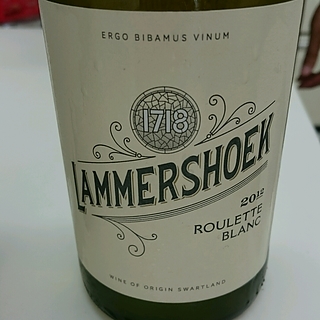 ERGO BIBAMUS VINUM
1718
LAMMERSHOEK
2012
ROULETTE
BLANC
WINE OF ORIGIN SWARTLAND